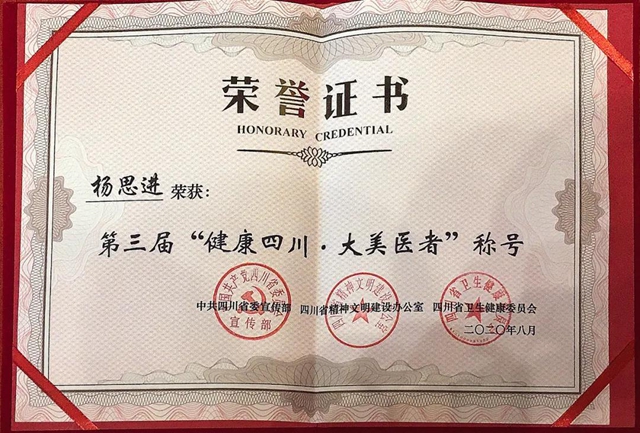 荣誉证书
HONORARY CREDENTIAL
杨思进 荣获：
第三届“健康四川·大美医者”称号
中共四川省委宣传部 四川省精神文明建设办公室 四川省卫生健康委员会
二〇二〇年八月